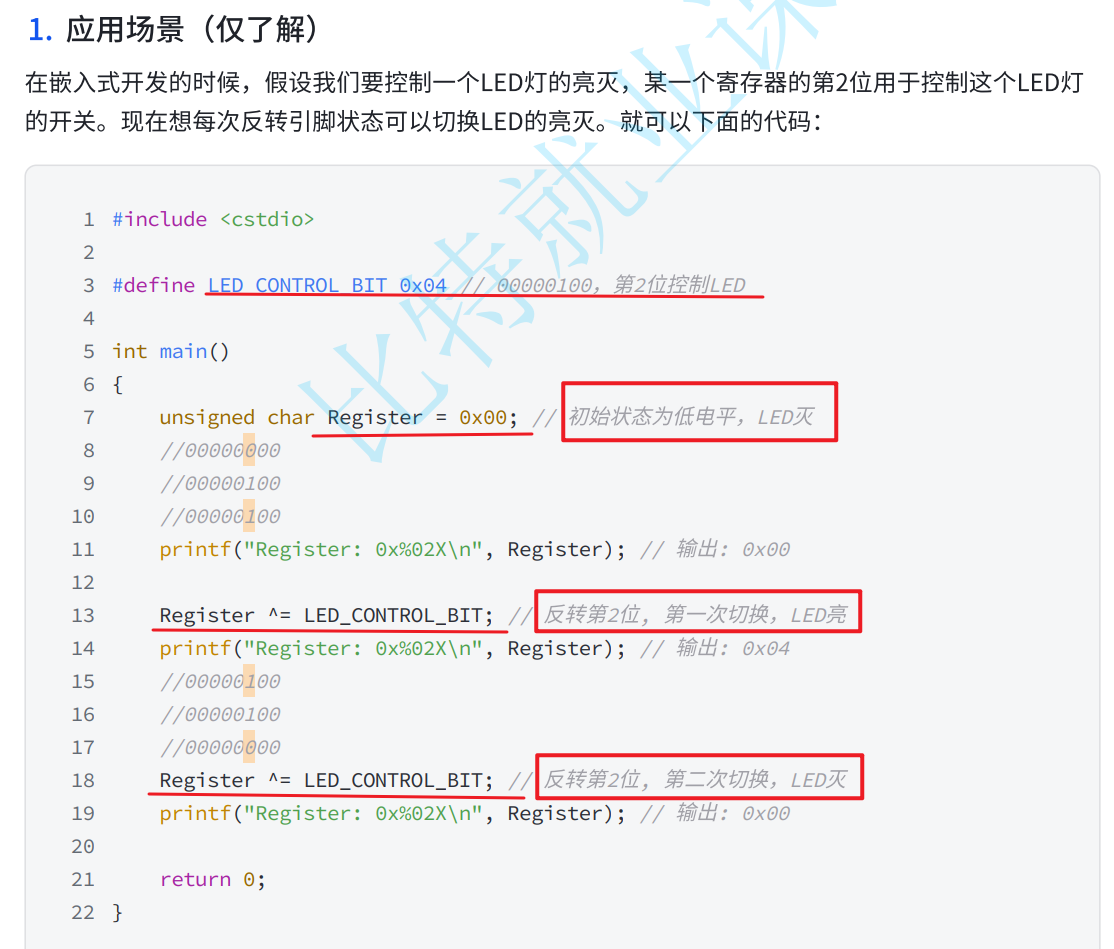 1. 应用场景（仅了解）
在嵌入式开发的时候，假设我们要控制一个LED灯的亮灭，某一个寄存器的第2位用于控制这个LED灯
的开关。现在想每次反转引脚状态可以切换LED的亮灭。就可以下面的代码：
1 #include <cstdio>
2
3 #define LED_CONTROL_BIT 0x04 // 00000100，第2位控制LED
4
5 int main()
6 {
7     unsigned char Register = 0x00; // 初始状态为低电平，LED灭
8     //00000000
9     //00000100
10     //00000100
11     printf("Register: 0x%02X\n", Register); // 输出: 0x00
12
13     Register ^= LED_CONTROL_BIT; // 反转第2位, 第一次切换，LED亮
14     printf("Register: 0x%02X\n", Register); // 输出: 0x04
15     //00000100
16     //00000100
17     //00000000
18     Register ^= LED_CONTROL_BIT; // 反转第2位, 第二次切换，LED灭
19     printf("Register: 0x%02X\n", Register); // 输出: 0x00
20
21     return 0;
22 }
比特就业课